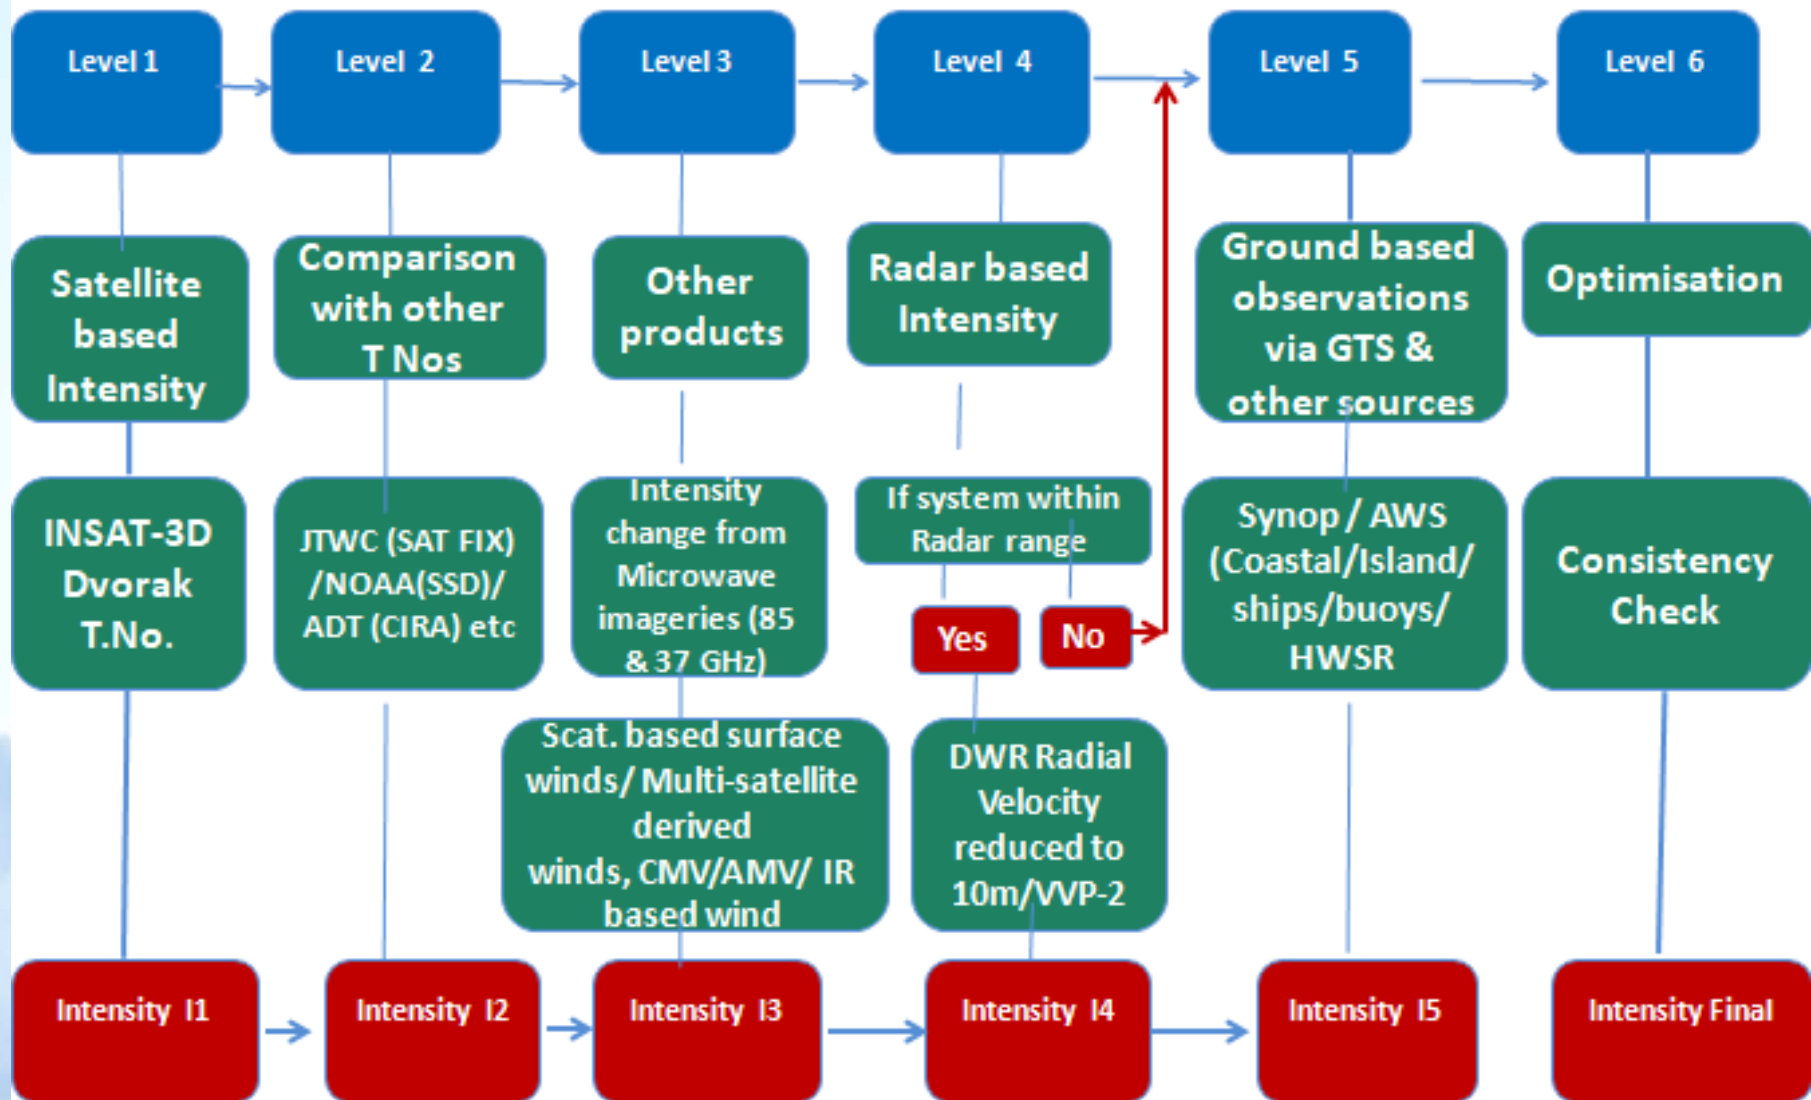 Level 1
Level 2
Level 3
Level 4
Level 5
Level 6
Satellite
based
Intensity
Comparison
with other
T Nos
Other
products
Radar based
Intensity
Ground based
observations
via GTS &
other sources
Optimisation
INSAT-3D
Dvorak
T.No.
JTWC (SAT FIX)
/NOAA(SSD)/
ADT (CIRA) etc
Intensity
change from
Microwave
imageries (85
& 37 GHz)
If system within
Radar range
Yes
No
Synop / AWS
(Coastal/Island/
ships/buoys/
HWSR
Consistency
Check
Scat. based surface
winds/ Multi-satellite
derived
winds, CMV/AMV/ IR
based wind
DWR Radial
Velocity
reduced to
10m/VVP-2
Intensity I1
Intensity I2
Intensity I3
Intensity I4
Intensity I5
Intensity Final